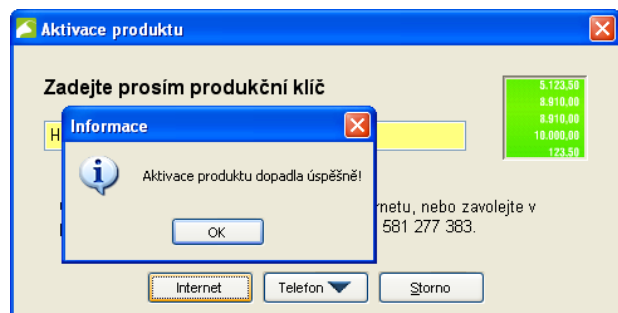 Aktivace produktu
Zadejte prosím produkční klíč
5.123,50
8.910,00
8.910,00
10.000,00
123.50
H
Informace
Aktivace produktu dopadla úspěšně!
OK
rnetu, nebo zavolejte v
581 277 383.
Internet
Telefon
Storno